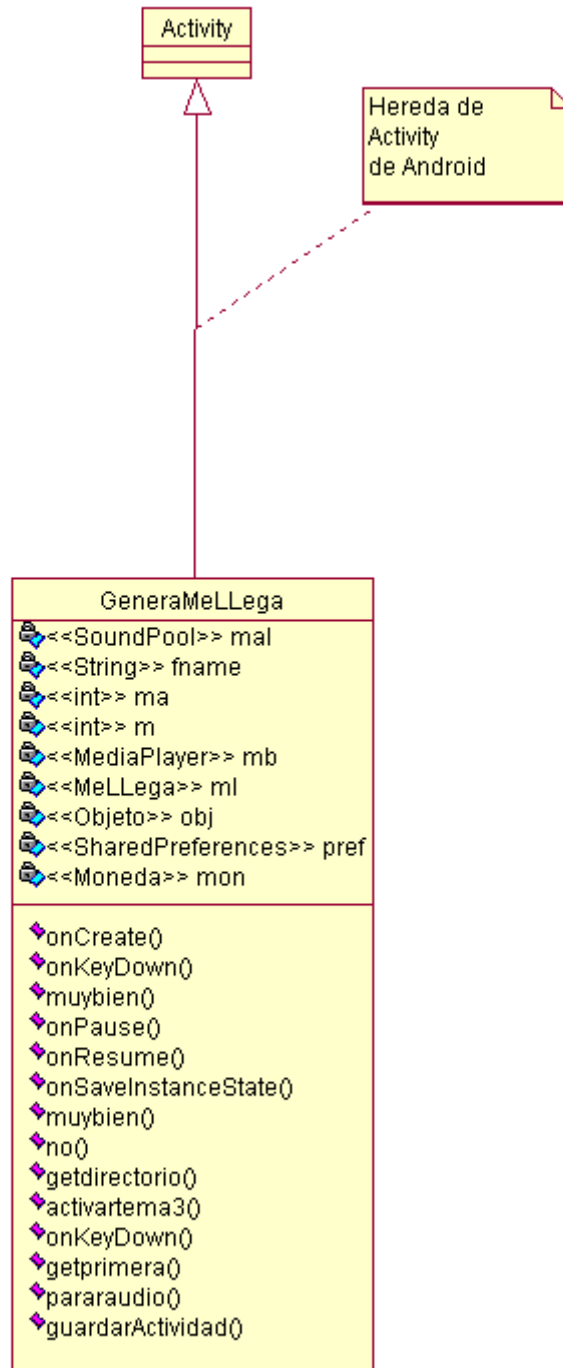 Activity
Hereda de
Activity
de Android
GeneraMeLLega
<<SoundPool>> mal
<<String>> fname
<<int>> ma
<<int>> m
<<MediaPlayer>> mb
<<MeLLega>> ml
<<Objeto>> obj
<<SharedPreferences>> pref
<<Moneda>> mon
onCreate()
onKeyDown()
muybien()
onPause()
onResume()
onSaveInstanceState()
muybien()
no()
getdirectorio()
activartema3()
onKeyDown()
getprimera()
pararaudio()
guardarActividad()